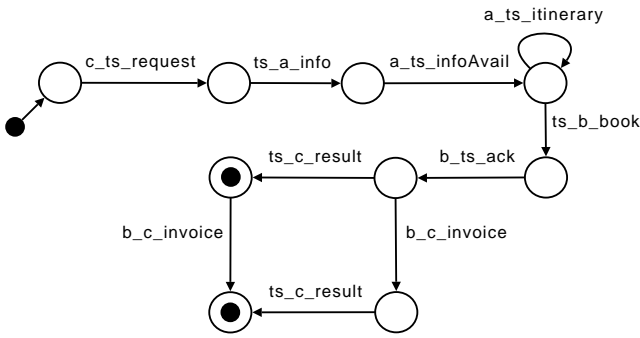 a_ts_itinerary
c_ts_request
ts_a_info
a_ts_infoAvail
ts_b_book
ts_c_result
b_ts_ack
b_c_invoice
b_c_invoice
ts_c_result